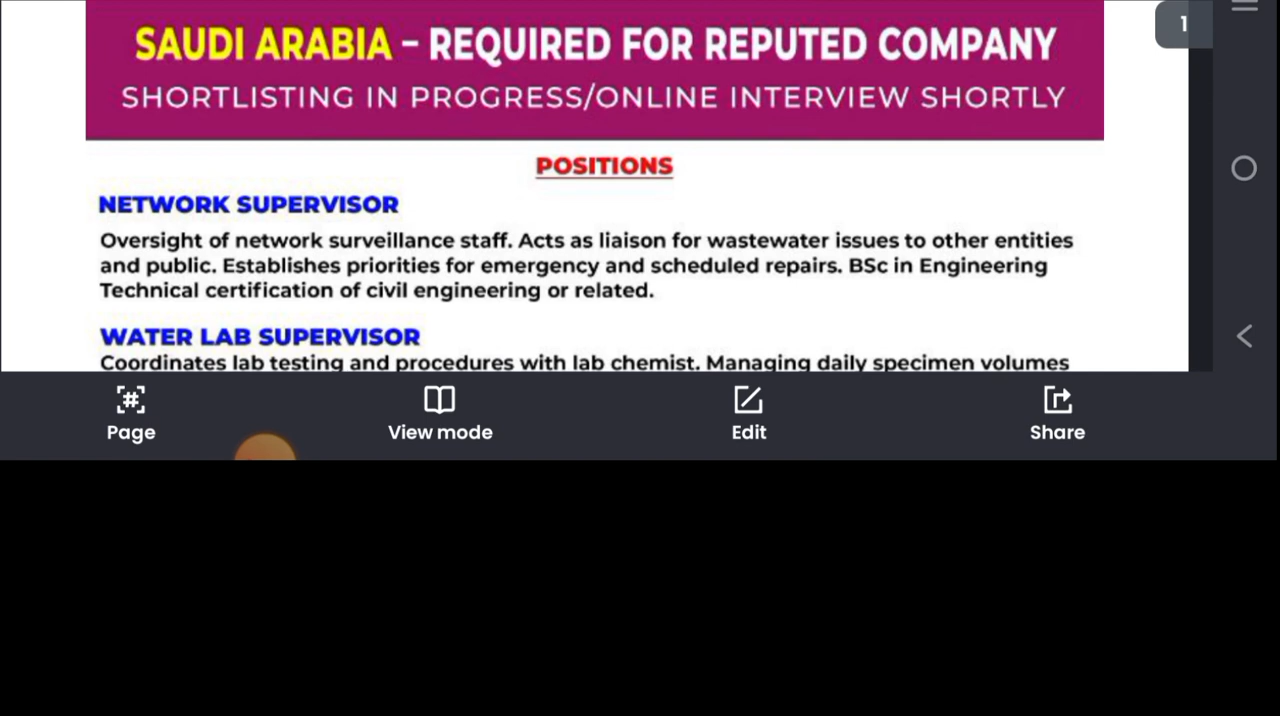 SAUDI ARABIA – REQUIRED FOR REPUTED COMPANY
1
SHORTLISTING IN PROGRESS/ONLINE INTERVIEW SHORTLY
POSITIONS
NETWORK SUPERVISOR
Oversight of network surveillance staff. Acts as liaison for wastewater issues to other entities
and public. Establishes priorities for emergency and scheduled repairs. BSc in Engineering
Technical certification of civil engineering or related.
WATER LAB SUPERVISOR
Coordinates lab testing and procedures with lab chemist. Managing daily specimen volumes
Page View mode Edit Share